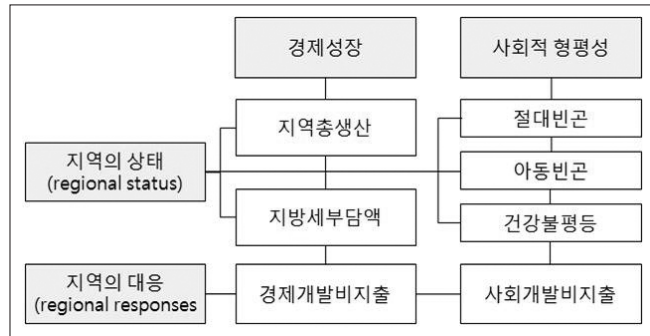 경제성장
사회적 형평성
지역총생산
절대빈곤
지역의 상태
(regional status)
아동빈곤
지방세부담액
건강불평등
지역의 대응
(regional responses
경제개발비지출
사회개발비지출